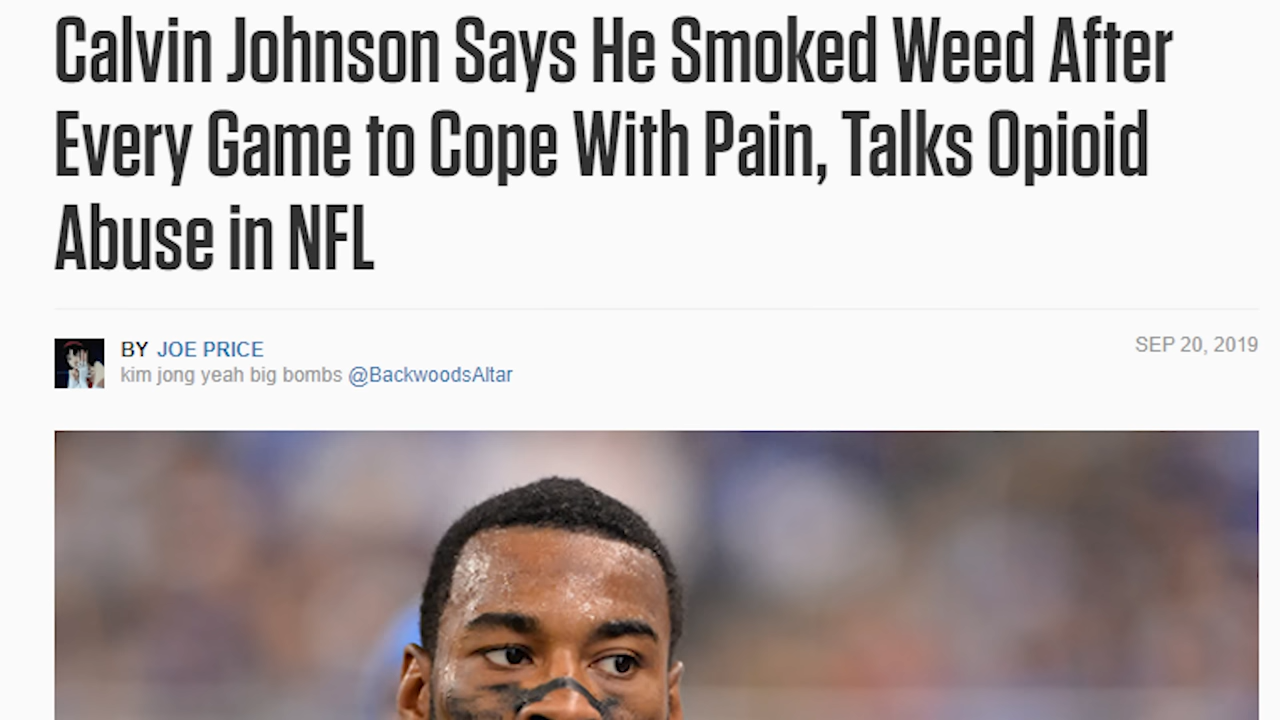 Calvin Johnson Says He Smoked Weed After
Every Game to Cope With Pain, Talks Opioid
Abuse in NFL
BY JOE PRICE
kim jong yeah big bombs @BackwoodsAltar
SEP 20, 2019